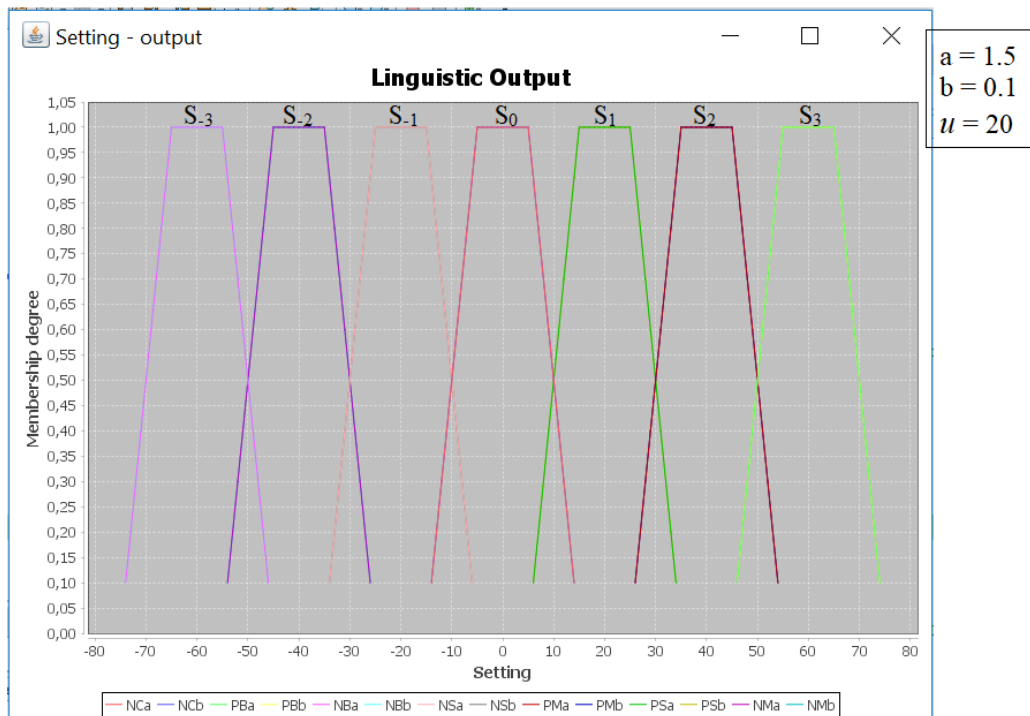 Setting - output
a = 1.5
b = 0.1
u = 20
Linguistic Output
S-3 S-2 S-1 S0 S1 S2 S3
1,05
1,00
0,95
0,90
0,85
0,80
0,75
0,70
0,65
0,60
0,55
0,50
0,45
0,40
0,35
0,30
0,25
0,20
0,15
0,10
0,05
0,00
Membership degree
-80 -70 -60 -50 -40 -30 -20 -10 0 10 20 30 40 50 60 70 80
Setting
NCa NCb PBa PBb NBa NBb NSa NSb PMa PMb PSa PSb NMa NMb